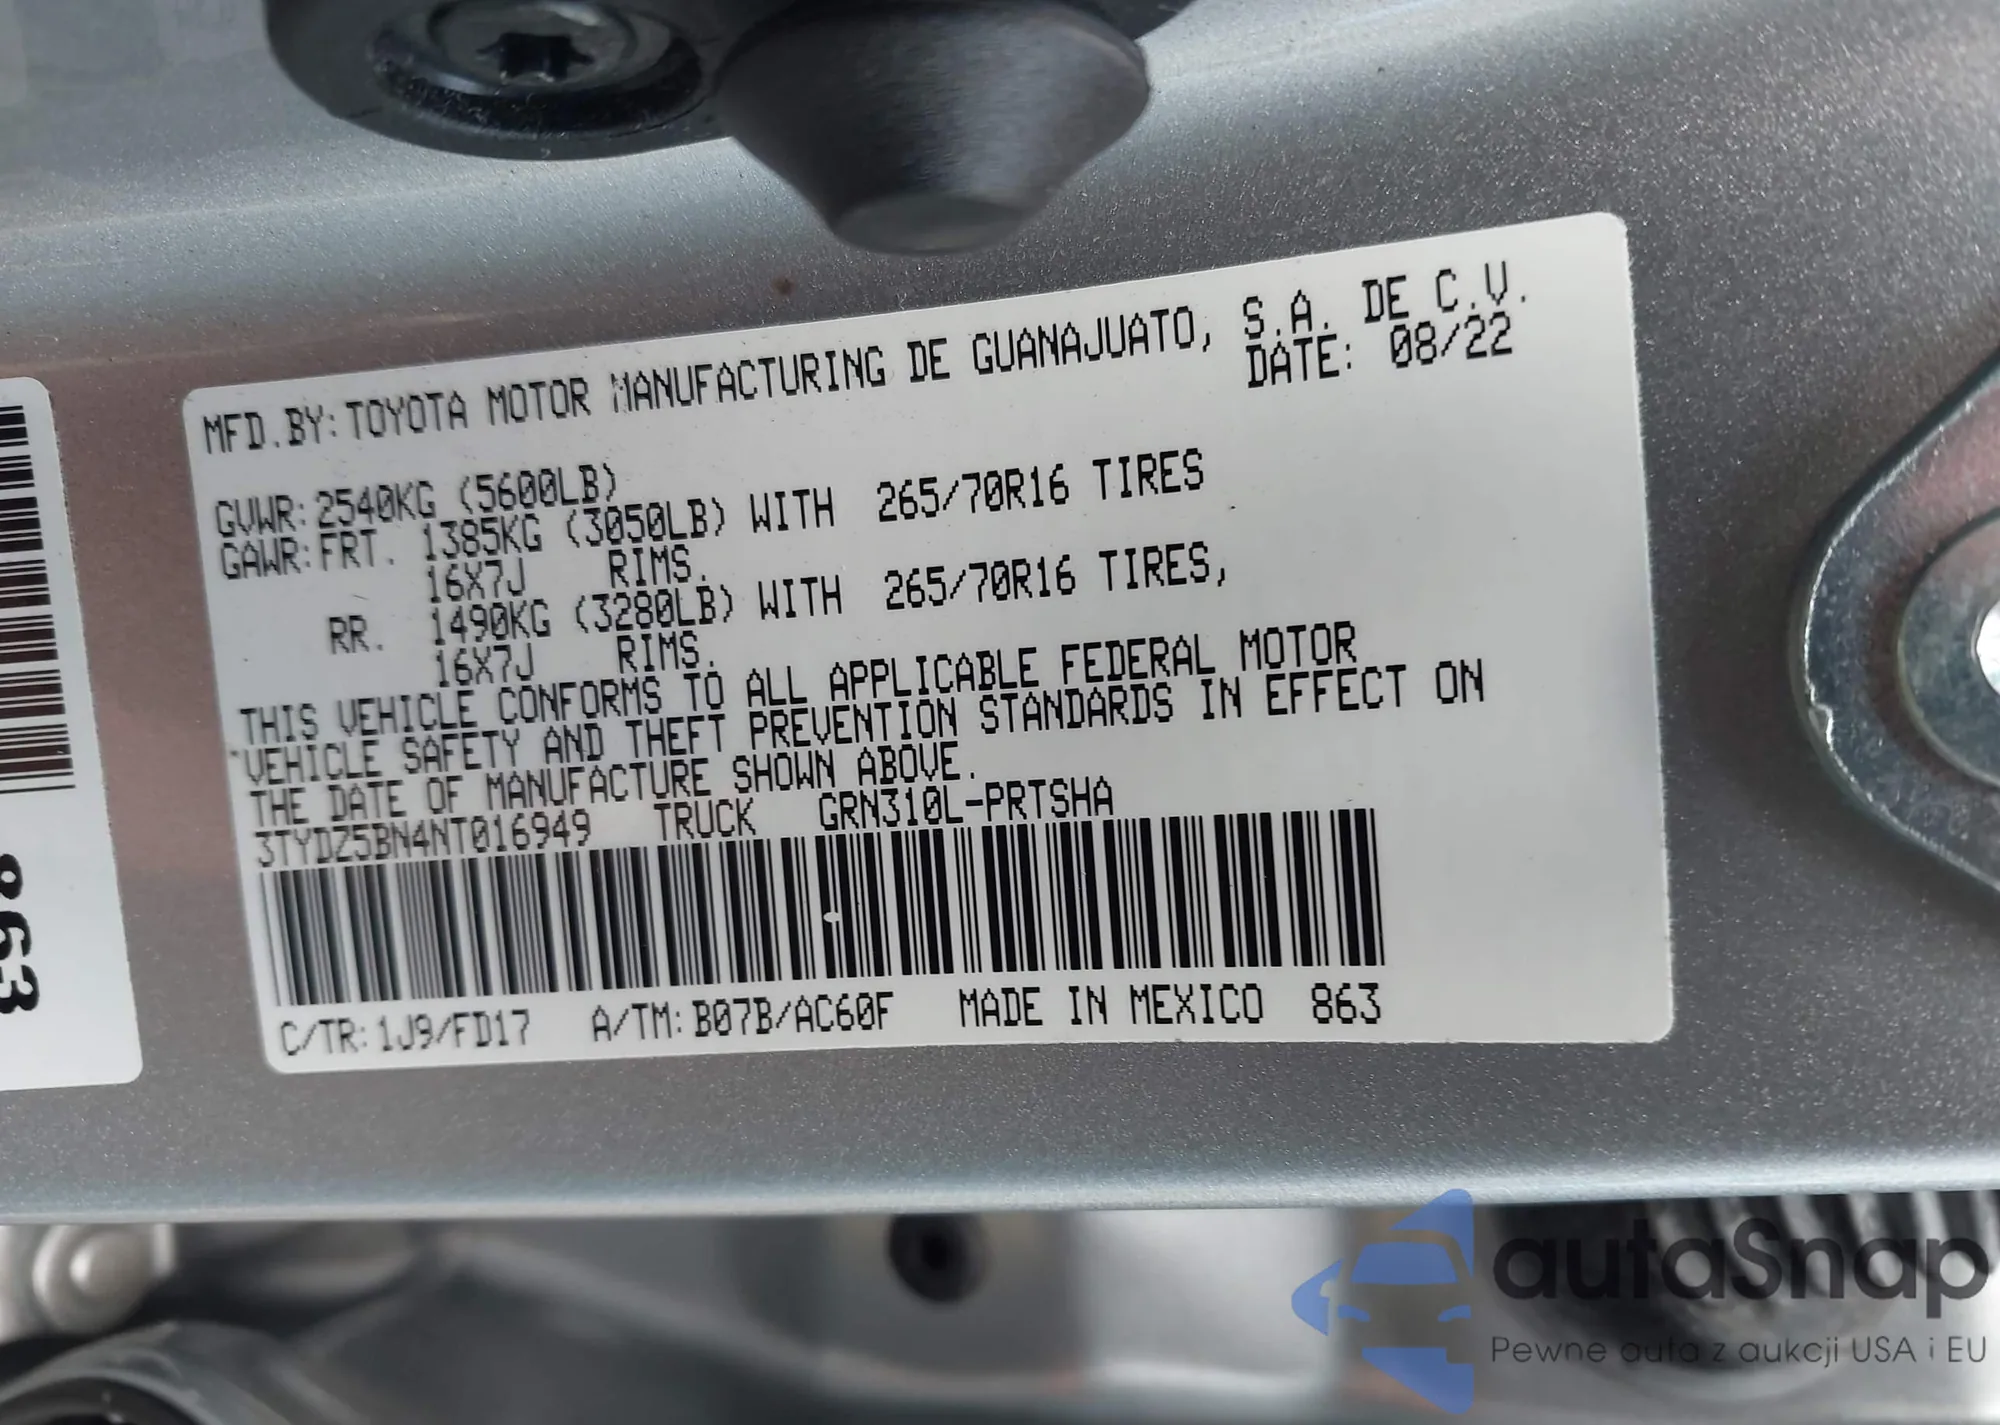 MFD.BY:TOYOTA MOTOR MANUFACTURING DE GUANAJUATO, S.A. DE C.V.
DATE: 08/22
GVWR:2540KG (5600LB)
GAWR:FRT. 1385KG (3050LB) WITH 265/70R16 TIRES
16X7J RIMS.
RR. 1490KG (3280LB) WITH 265/70R16 TIRES,
16X7J RIMS.
THIS VEHICLE CONFORMS TO ALL APPLICABLE FEDERAL MOTOR
VEHICLE SAFETY AND THEFT PREVENTION STANDARDS IN EFFECT ON
THE DATE OF MANUFACTURE SHOWN ABOVE.
3TYDZ5BN4NT016949 TRUCK GRN310L-PRTSHA
C/TR:1J9/FD17 A/TM:B07B/AC60F MADE IN MEXICO 863
863
autaSnap
Pewne auta z aukcji USA i EU